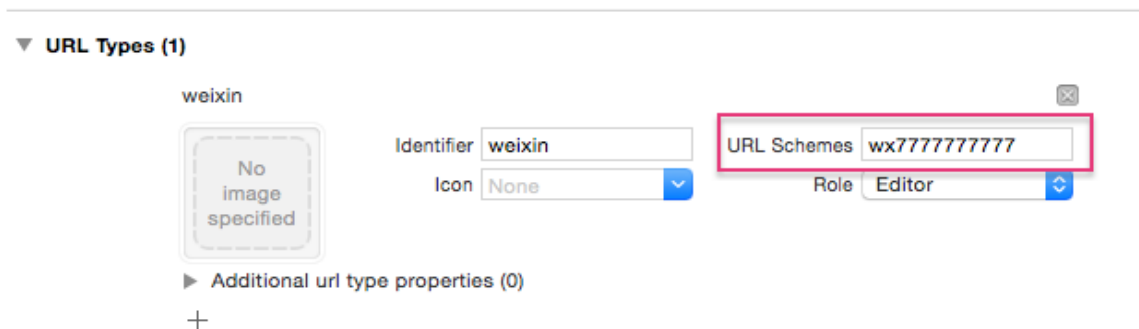 URL Types (1)
weixin
No image specified
Identifier weixin
URL Schemes wx7777777777
Icon None
Role Editor
Additional url type properties (0)
+